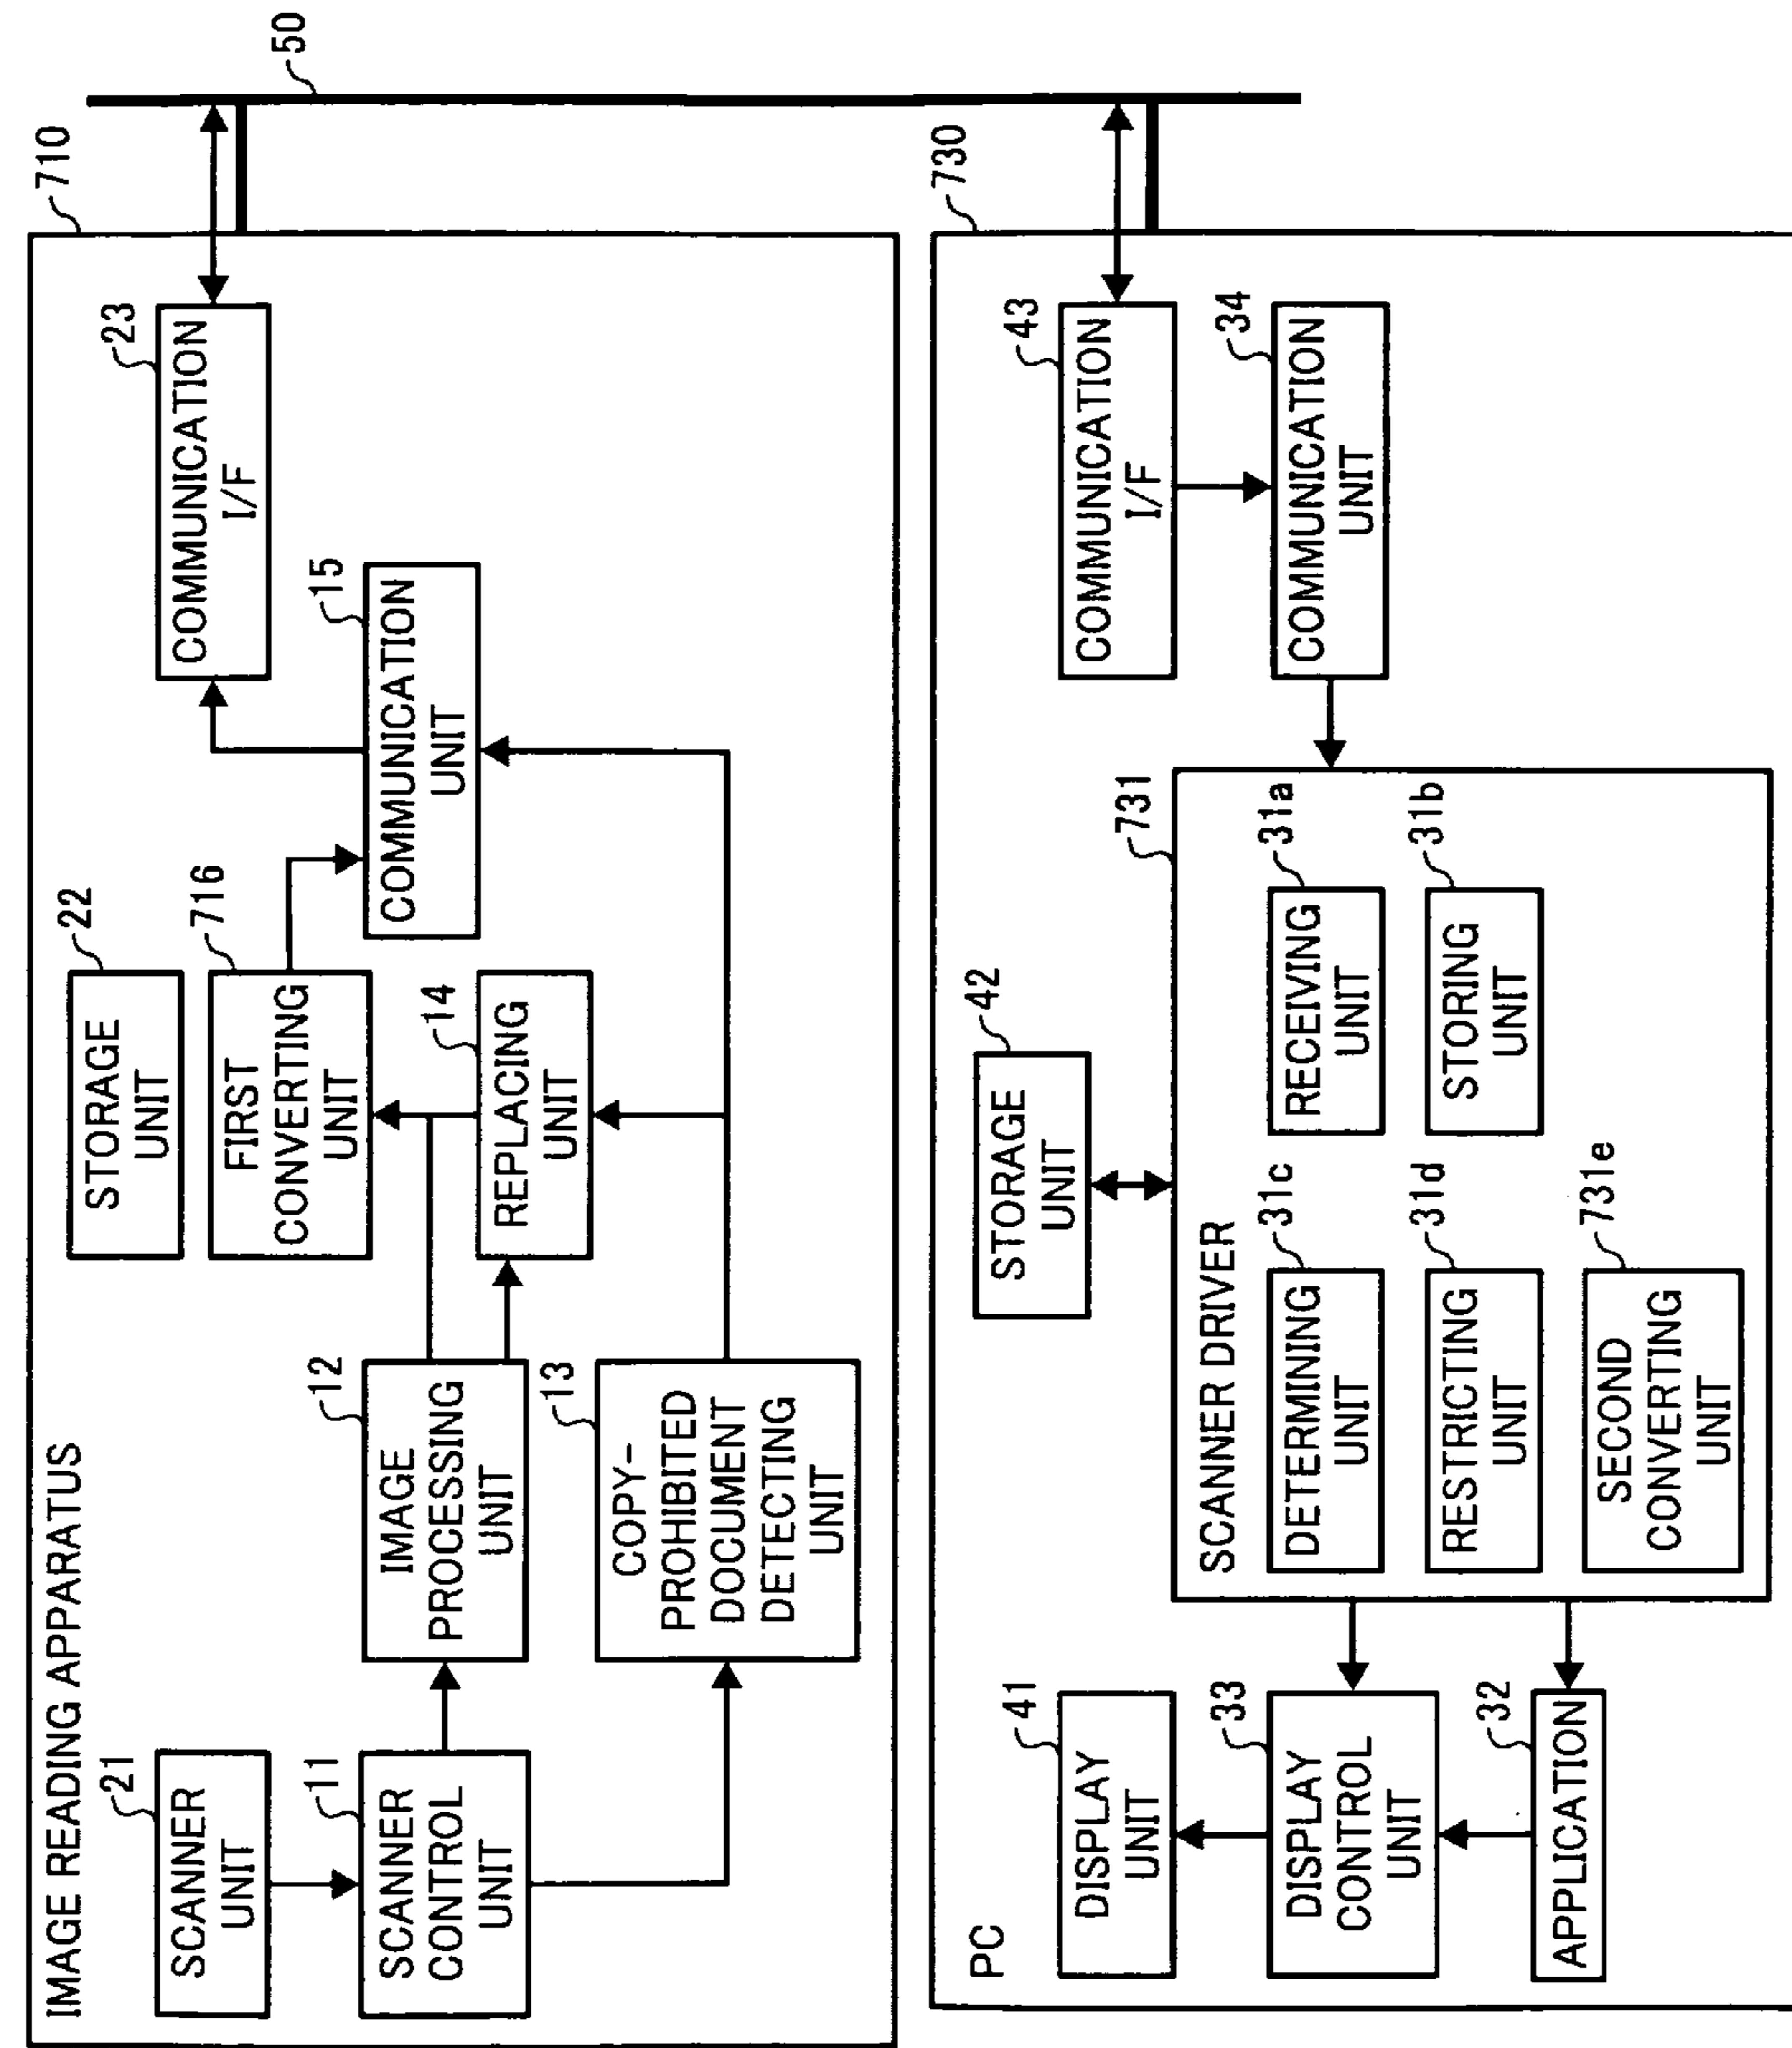 IMAGE READING APPARATUS
710
50
21
SCANNER
UNIT
11
SCANNER
CONTROL
UNIT
12
IMAGE
PROCESSING
UNIT
13
COPY-
PROHIBITED
DOCUMENT
DETECTING
UNIT
22
STORAGE
UNIT
716
FIRST
CONVERTING
UNIT
14
REPLACING
UNIT
15
COMMUNICATION
UNIT
23
COMMUNICATION
I/F
PC
730
41
DISPLAY
UNIT
33
DISPLAY
CONTROL
UNIT
32
APPLICATION
42
STORAGE
UNIT
SCANNER DRIVER
731
31c
DETERMINING
UNIT
31d
RESTRICTING
UNIT
731e
SECOND
CONVERTING
UNIT
31a
RECEIVING
UNIT
31b
STORING
UNIT
43
COMMUNICATION
I/F
34
COMMUNICATION
UNIT